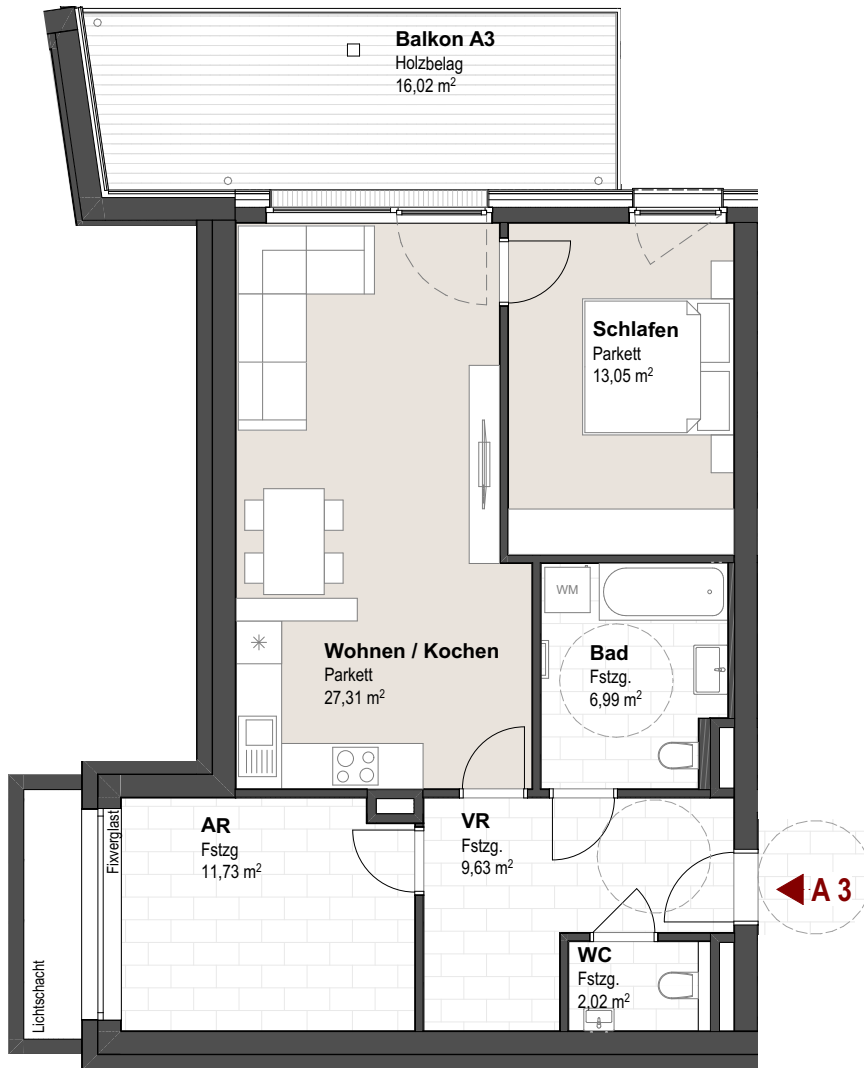 Balkon A3
Holzbelag
16,02 m²
Schlafen
Parkett
13,05 m²
WM
Wohnen / Kochen
Parkett
27,31 m²
Bad
Fstzg.
6,99 m²
Fixverglast
AR
Fstzg
11,73 m²
VR
Fstzg.
9,63 m²
A 3
Lichtschacht
WC
Fstzg.
2,02 m²